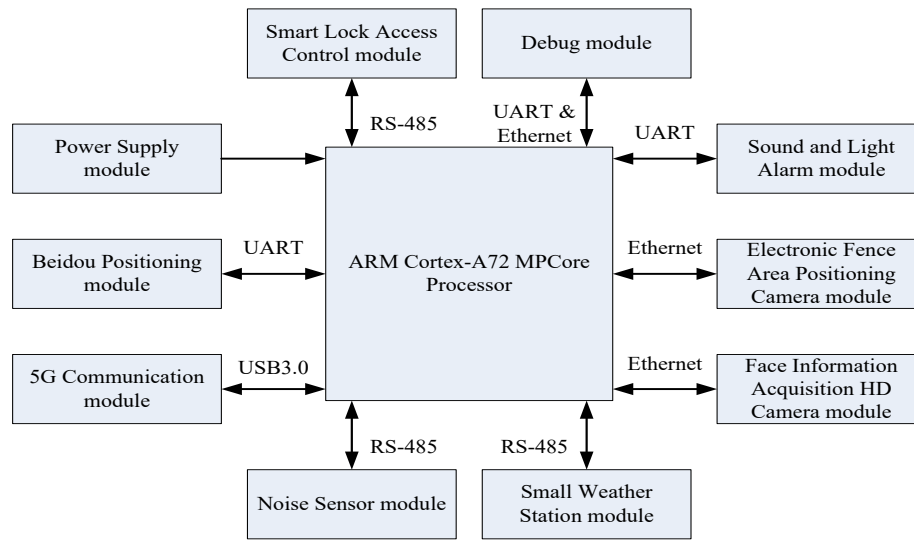 Smart Lock Access
Control module
Debug module
RS-485
UART &
Ethernet
Power Supply
module
UART
Sound and Light
Alarm module
Beidou Positioning
module
UART
ARM Cortex-A72 MPCore
Processor
Ethernet
Electronic Fence
Area Positioning
Camera module
5G Communication
module
USB3.0
Ethernet
Face Information
Acquisition HD
Camera module
RS-485
RS-485
Noise Sensor module
Small Weather
Station module